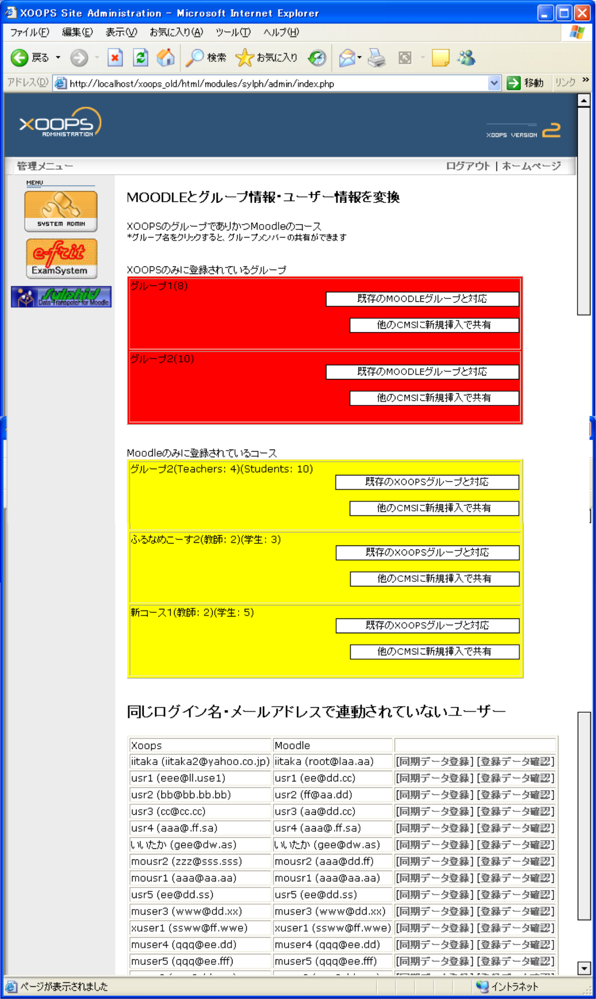 XOOPS Site Administration - Microsoft Internet Explorer
ファイル(F) 編集(E) 表示(V) お気に入り(A) ツール(T) ヘルプ(H)
戻る 検索 お気に入り
アドレス(D) http://localhost/xoops_old/html/modules/sylph/admin/index.php 移動 リンク »
XOOPS
ADMINISTRATION
XOOPS VERSION 2
管理メニュー ログアウト | ホームページ
MENU
SYSTEM ADMIN
e-frit
ExamSystem
Sylphid
Data-Transpoter for Moodle
MOODLEとグループ情報・ユーザー情報を変換
XOOPSのグループでありかつMoodleのコース
*グループ名をクリックすると、グループメンバーの共有ができます
XOOPSのみに登録されているグループ
グループ1(8)
既存のMOODLEグループと対応
他のCMSに新規挿入で共有
グループ2(10)
既存のMOODLEグループと対応
他のCMSに新規挿入で共有
Moodleのみに登録されているコース
グループ2(Teachers: 4)(Students: 10)
既存のXOOPSグループと対応
他のCMSに新規挿入で共有
ふるなめこーす2(教師: 2)(学生: 3)
既存のXOOPSグループと対応
他のCMSに新規挿入で共有
新コース1(教師: 2)(学生: 5)
既存のXOOPSグループと対応
他のCMSに新規挿入で共有
同じログイン名・メールアドレスで連動されていないユーザー
Xoops Moodle
iitaka (iitaka2@yahoo.co.jp) iitaka (root@laa.aa) [同期データ登録] [登録データ確認]
usr1 (eee@ll.use1) usr1 (ee@dd.cc) [同期データ登録] [登録データ確認]
usr2 (bb@bb.bb.bb) usr2 (ff@aa.dd) [同期データ登録] [登録データ確認]
usr3 (cc@cc.cc) usr3 (aa@dd.cc) [同期データ登録] [登録データ確認]
usr4 (aaa@.ff.sa) usr4 (aaa@.ff.sa) [同期データ登録] [登録データ確認]
いいたか (gee@dw.as) いいたか (gee@dw.as) [同期データ登録] [登録データ確認]
mousr2 (zzz@sss.sss) mousr2 (aaa@dd.ff) [同期データ登録] [登録データ確認]
mousr1 (aaa@aa.aa) mousr1 (aaa@aa.aa) [同期データ登録] [登録データ確認]
usr5 (ee@dd.ss) usr5 (ee@dd.ss) [同期データ登録] [登録データ確認]
muser3 (www@dd.xx) muser3 (www@dd.xx) [同期データ登録] [登録データ確認]
xuser1 (ssww@ff.wwe) xuser1 (ssww@ff.wwe) [同期データ登録] [登録データ確認]
muser4 (qqq@ee.dd) muser4 (qqq@ee.dd) [同期データ登録] [登録データ確認]
muser5 (qqq@ee.fff) muser5 (qqq@ee.fff) [同期データ登録] [登録データ確認]
ページが表示されました イントラネット